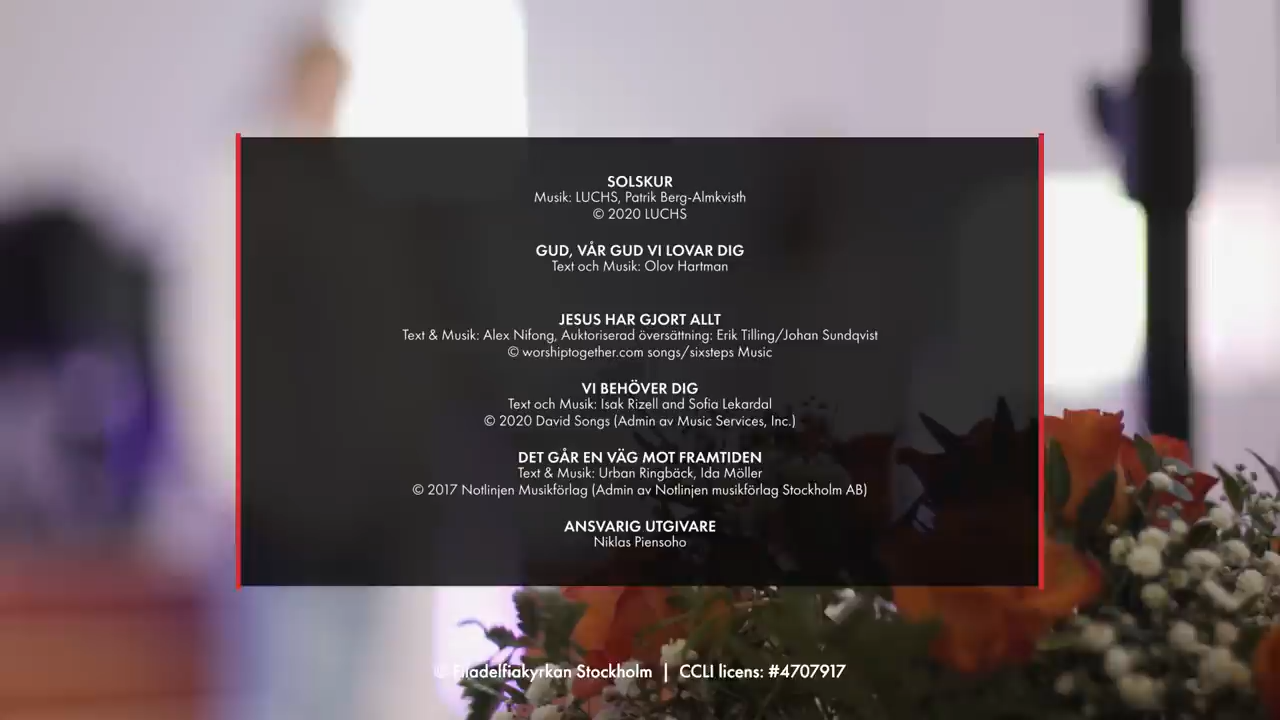 SOLSKUR
Musik: LUCHS, Patrik Berg-Almkvisth
© 2020 LUCHS
GUD, VÅR GUD VI LOVAR DIG
Text och Musik: Olov Hartman
JESUS HAR GJORT ALLT
Text & Musik: Alex Nifong, Auktoriserad översättning: Erik Tilling/Johan Sundqvist
© worshiptogether.com songs/sixsteps Music
VI BEHÖVER DIG
Text och Musik: Isak Rizell and Sofia Lekardal
© 2020 David Songs (Admin av Music Services, Inc.)
DET GÅR EN VÄG MOT FRAMTIDEN
Text & Musik: Urban Ringbäck, Ida Möller
© 2017 Notlinjen Musikförlag (Admin av Notlinjen musikförlag Stockholm AB)
ANSVARIG UTGIVARE
Niklas Piensoho
© Filadelfiakyrkan Stockholm | CCLI licens: #4707917